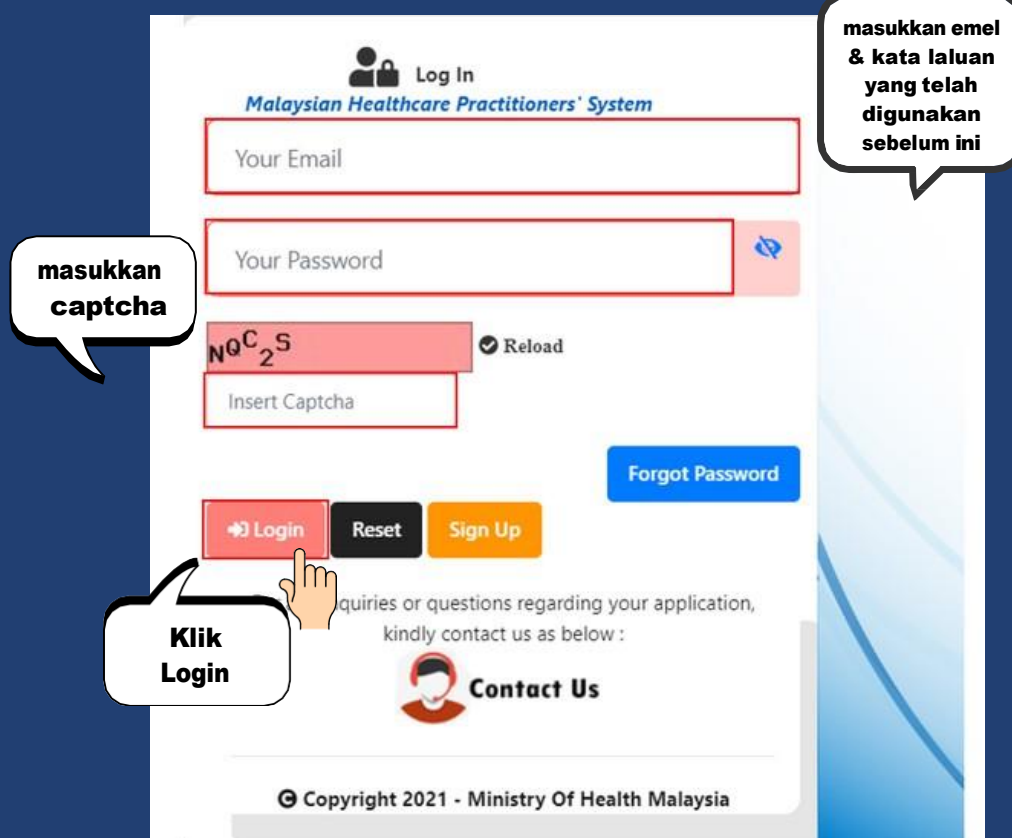 masukkan emel
& kata laluan
yang telah
digunakan
sebelum ini
Log In
Malaysian Healthcare Practitioners' System
Your Email
masukkan
captcha
Your Password
NQC2S
Reload
Insert Captcha
Forgot Password
Login
Reset
Sign Up
Klik
Login
quiries or questions regarding your application,
kindly contact us as below :
Contact Us
Copyright 2021 - Ministry Of Health Malaysia